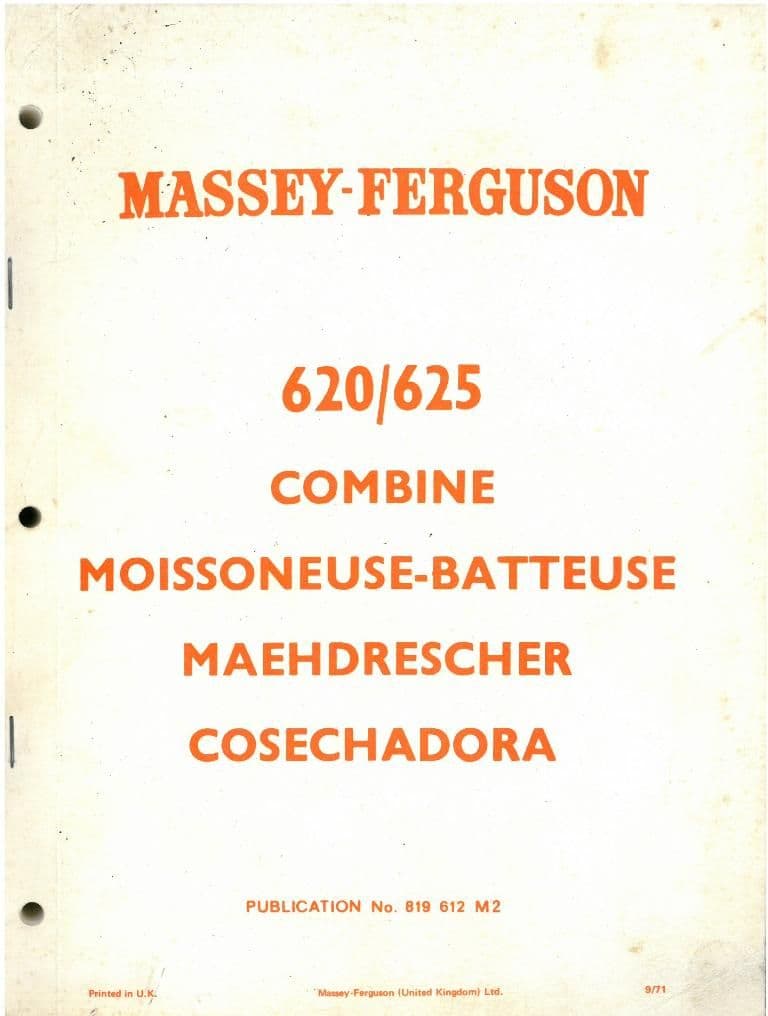 MASSEY-FERGUSON
620/625
COMBINE
MOISSONEUSE-BATTEUSE
MAEHDRESCHER
COSECHADORA
PUBLICATION No. 819 612 M2
Printed in U.K. Massey-Ferguson (United Kingdom) Ltd. 9/71